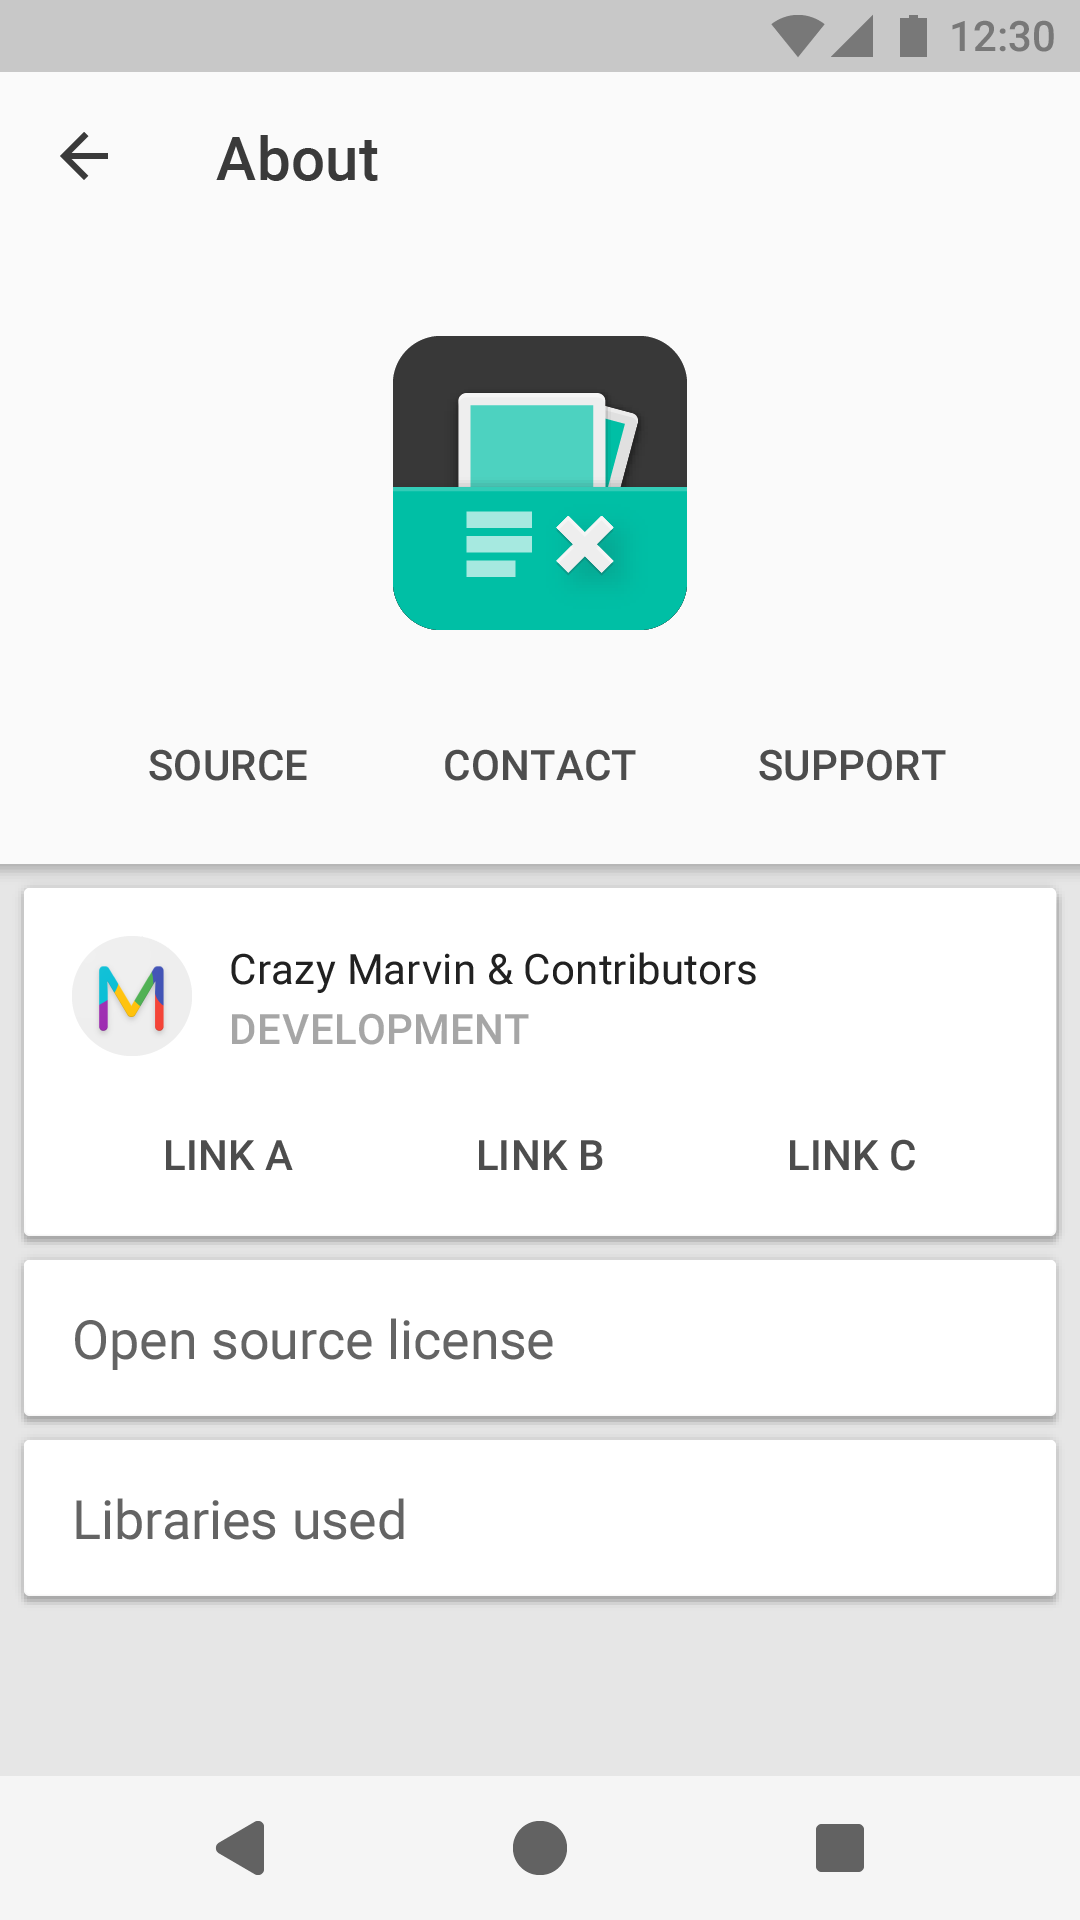 12:30
About
SOURCE CONTACT SUPPORT
Crazy Marvin & Contributors
DEVELOPMENT
LINK A LINK B LINK C
Open source license
Libraries used